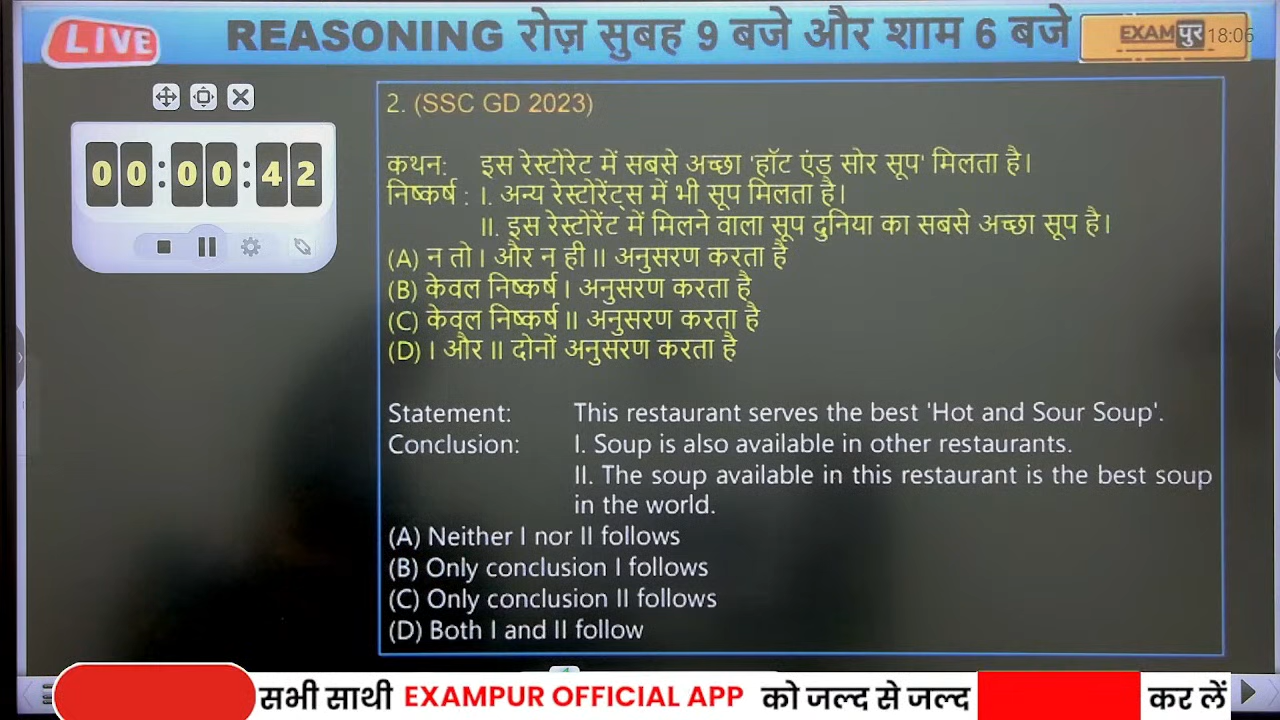 LIVE
REASONING रोज़ सुबह 9 बजे और शाम 6 बजे
EXAMपुर 18:06
00:00:42
2. (SSC GD 2023)
कथन: इस रेस्टोरेट में सबसे अच्छा 'हॉट एंड सोर सूप' मिलता है।
निष्कर्ष : I. अन्य रेस्टोरेंट्स में भी सूप मिलता है।
II. इस रेस्टोरेंट में मिलने वाला सूप दुनिया का सबसे अच्छा सूप है।
(A) न तो I और न ही II अनुसरण करता है
(B) केवल निष्कर्ष I अनुसरण करता है
(C) केवल निष्कर्ष II अनुसरण करता है
(D) I और II दोनों अनुसरण करता है
Statement: This restaurant serves the best 'Hot and Sour Soup'.
Conclusion: I. Soup is also available in other restaurants.
II. The soup available in this restaurant is the best soup
in the world.
(A) Neither I nor II follows
(B) Only conclusion I follows
(C) Only conclusion II follows
(D) Both I and II follow
सभी साथी EXAMPUR OFFICIAL APP को जल्द से जल्द कर लें